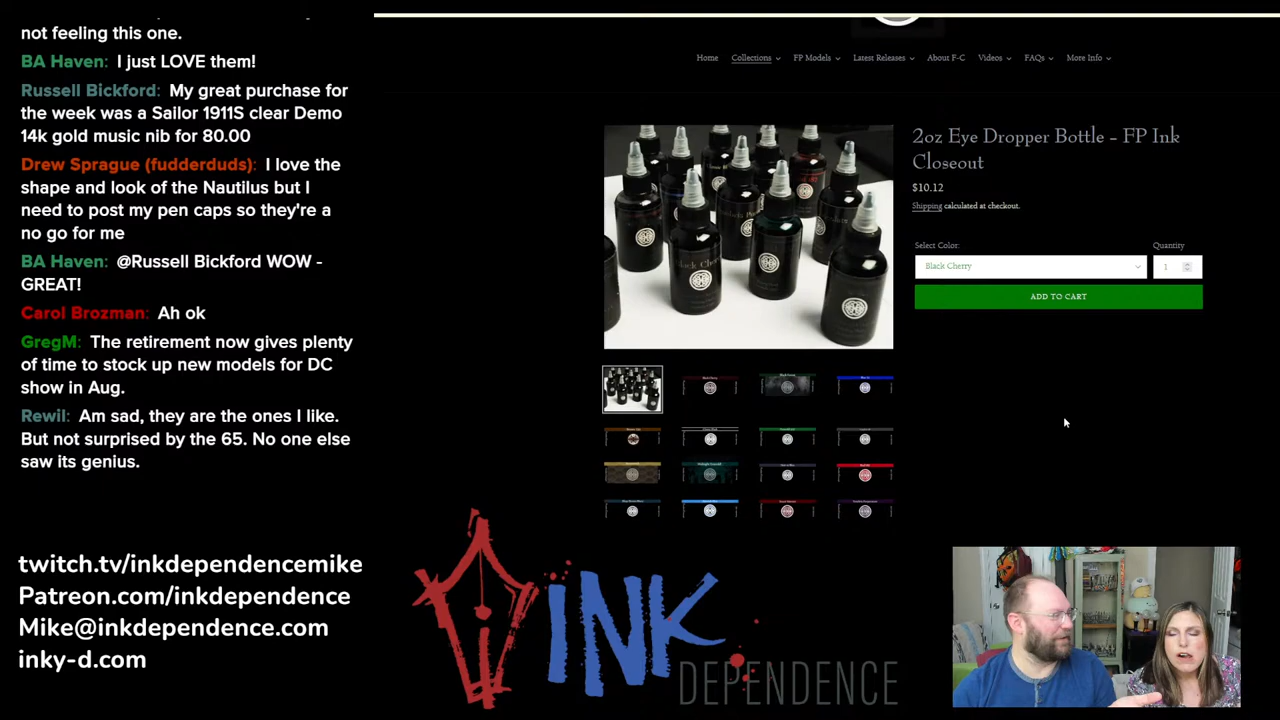 not feeling this one.
BA Haven: I just LOVE them!
Russell Bickford: My great purchase for
the week was a Sailor 1911S clear Demo
14k gold music nib for 80.00
Drew Sprague (fudderduds): I love the
shape and look of the Nautilus but I
need to post my pen caps so they're a
no go for me
BA Haven: @Russell Bickford WOW -
GREAT!
Carol Brozman: Ah ok
GregM: The retirement now gives plenty
of time to stock up new models for DC
show in Aug.
Rewil: Am sad, they are the ones I like.
But not surprised by the 65. No one else
saw its genius.
twitch.tv/inkdependencemike
Patreon.com/inkdependence
Mike@inkdependence.com
inky-d.com
Home Collections FP Models Latest Releases About F-C Videos FAQs More Info
2oz Eye Dropper Bottle - FP Ink
Closeout
$10.12
Shipping calculated at checkout.
Select Color: Quantity
Black Cherry 1
ADD TO CART
Black Cherry
INK
DEPENDENCE